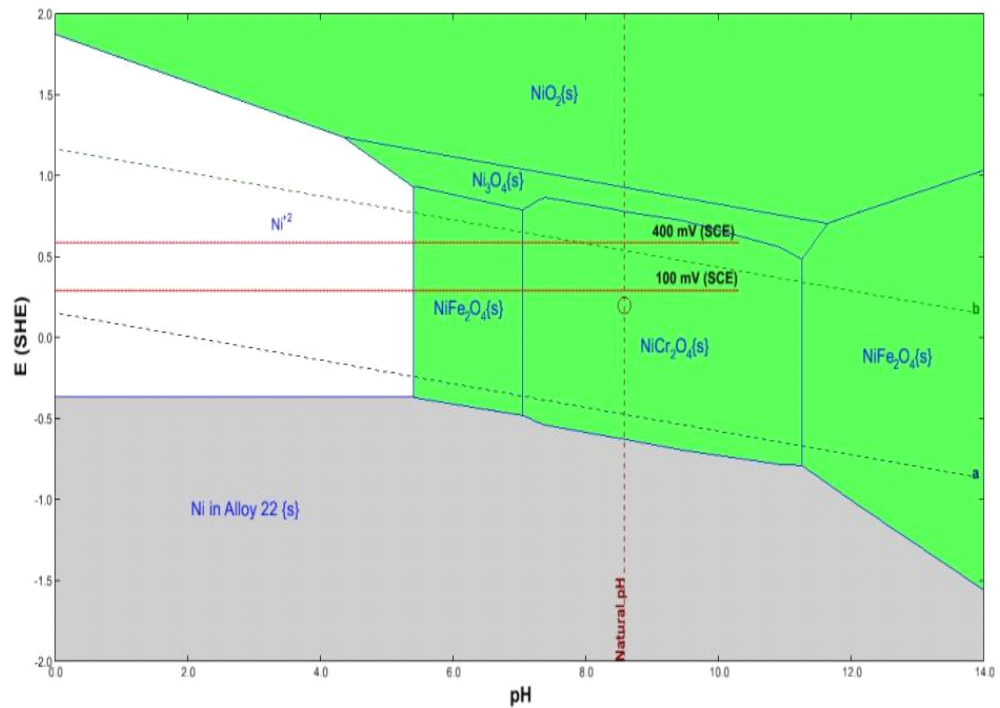 2.0
NiO₂{s}
1.5
1.0
Ni₃O₄{s}
Ni⁺²
400 mV (SCE)
0.5
100 mV (SCE)
NiFe₂O₄{s}
b
E (SHE)
0.0
NiCr₂O₄{s}
NiFe₂O₄{s}
-0.5
a
-1.0
Ni in Alloy 22 {s}
-1.5
Natural pH
-2.0
0.0 2.0 4.0 6.0 8.0 10.0 12.0 14.0
pH